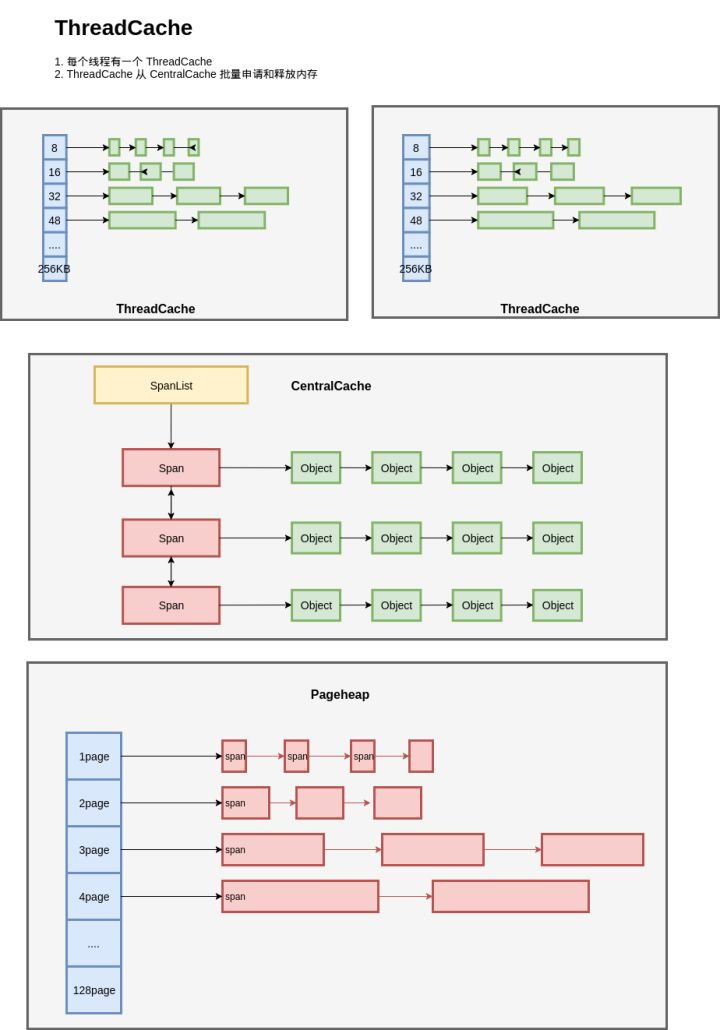 ThreadCache
1. 每个线程有一个 ThreadCache
2. ThreadCache 从 CentralCache 批量申请和释放内存
8
16
32
48
....
256KB
ThreadCache
8
16
32
48
....
256KB
ThreadCache
SpanList
CentralCache
Span
Object
Object
Object
Object
Span
Object
Object
Object
Object
Span
Object
Object
Object
Object
Pageheap
1page
span
span
span
2page
span
3page
span
4page
span
....
128page